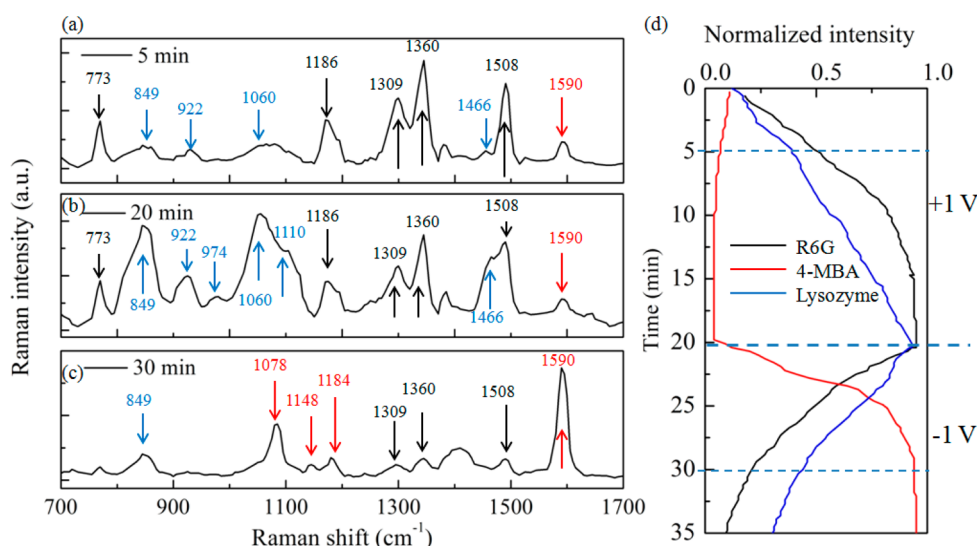 (a)
5 min
773
849
922
1060
1186
1309
1360
1466
1508
1590
(b)
20 min
773
849
922
974
1060
1110
1186
1309
1360
1466
1508
1590
(c)
30 min
849
1078
1148
1184
1309
1360
1508
1590
Raman intensity (a.u.)
700 900 1100 1300 1500 1700
Raman shift (cm⁻¹)
(d)
Normalized intensity
0.0 0.5 1.0
0
5
10
15
20
25
30
35
Time (min)
R6G
4-MBA
Lysozyme
+1 V
-1 V